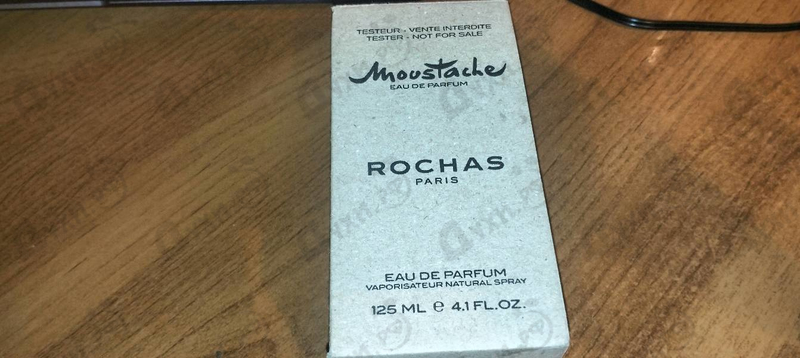 TESTEUR - VENTE INTERDITE
TESTER - NOT FOR SALE
Moustache
EAU DE PARFUM
ROCHAS
PARIS
EAU DE PARFUM
VAPORISATEUR NATURAL SPRAY
125 ML ℮ 4.1 FL.OZ.